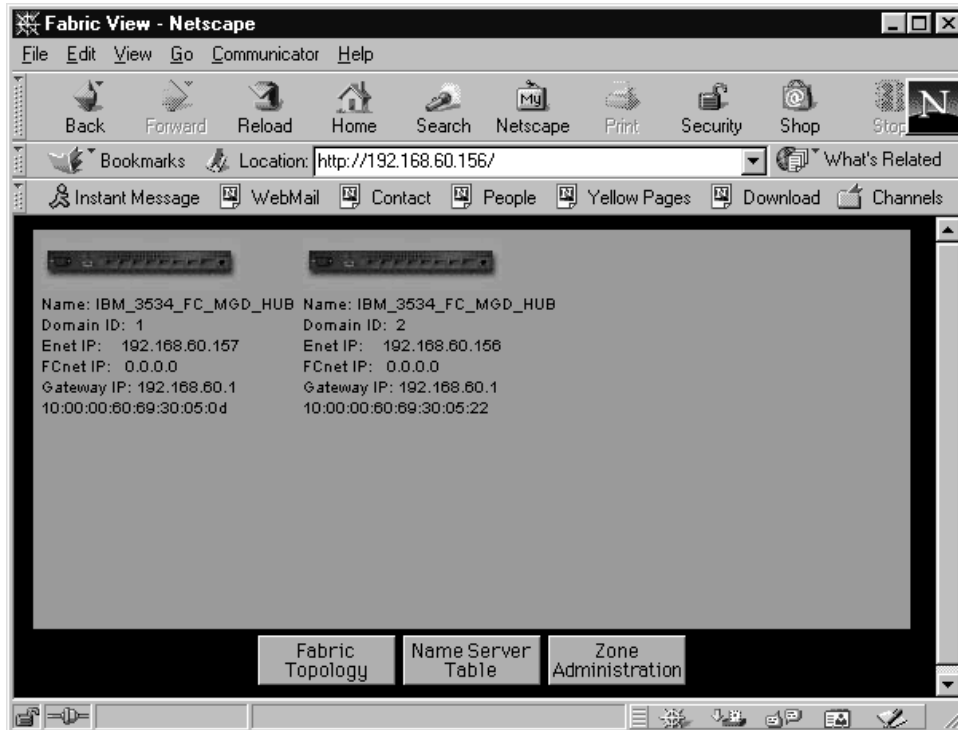 Fabric View - Netscape
File Edit View Go Communicator Help
Back Forward Reload Home Search Netscape Print Security Shop Stop
My
N
Bookmarks Location: http://192.168.60.156/ What's Related
Instant Message WebMail Contact People Yellow Pages Download Channels
Name: IBM_3534_FC_MGD_HUB Name: IBM_3534_FC_MGD_HUB
Domain ID: 1 Domain ID: 2
Enet IP: 192.168.60.157 Enet IP: 192.168.60.156
FCnet IP: 0.0.0.0 FCnet IP: 0.0.0.0
Gateway IP: 192.168.60.1 Gateway IP: 192.168.60.1
10:00:00:60:69:30:05:0d 10:00:00:60:69:30:05:22
Fabric Name Server Zone
Topology Table Administration